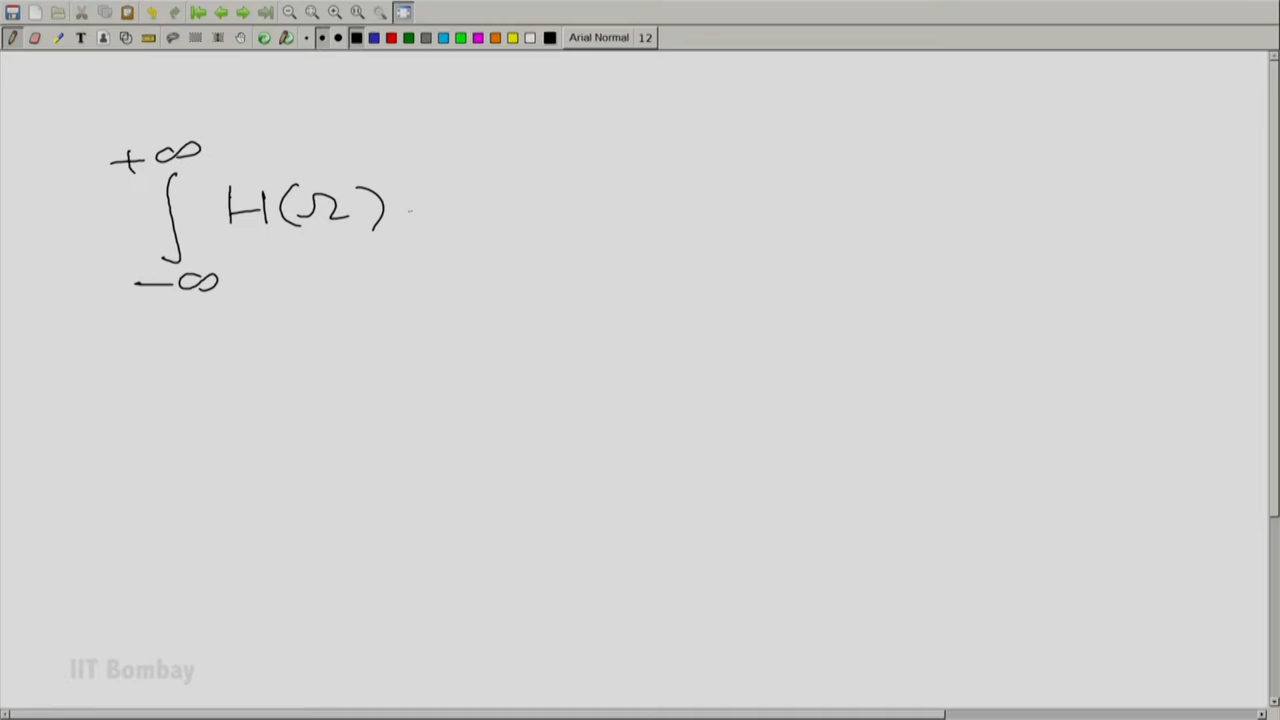 Arial Normal 12
+∞
∫ H(Ω)
-∞
IIT Bombay